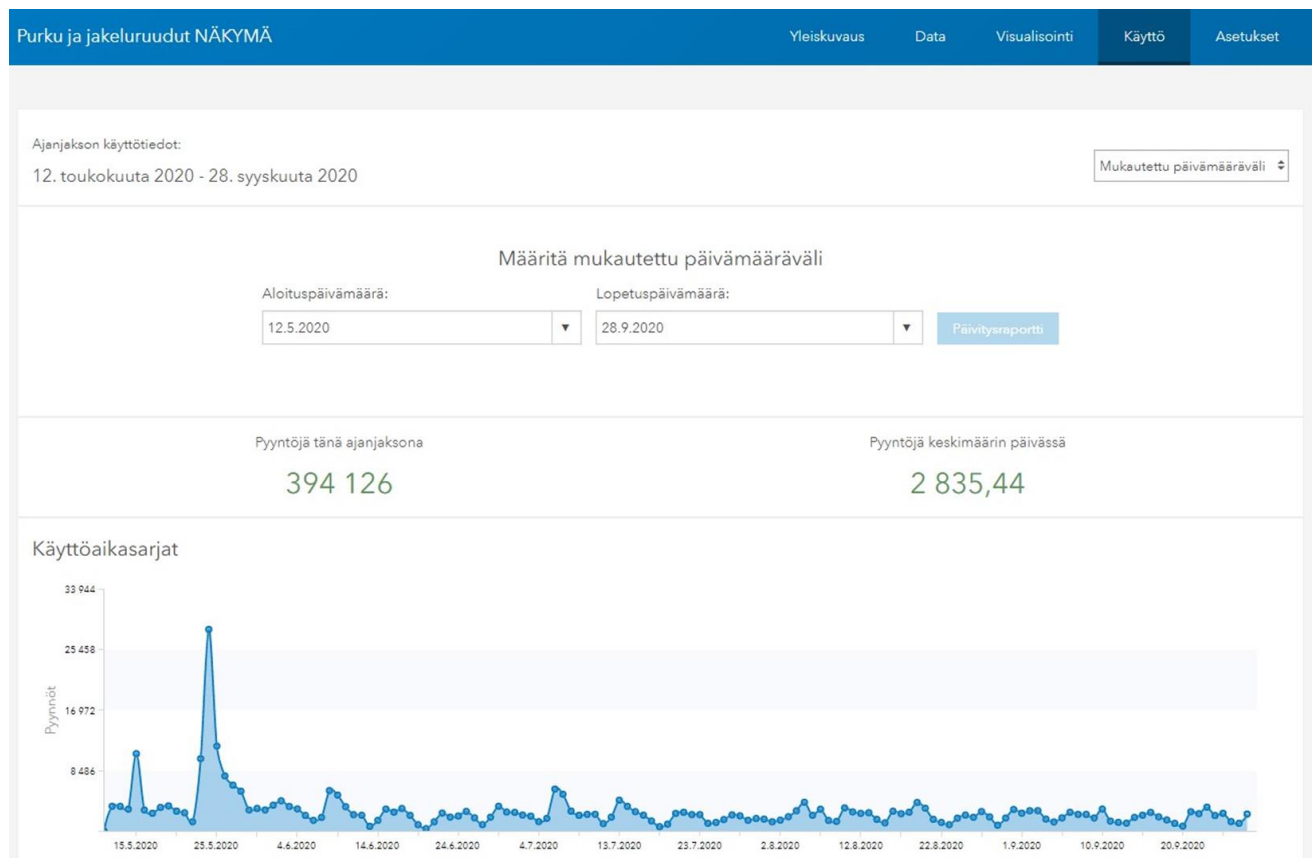 Purku ja jakeluruudut NÄKYMÄ
Yleiskuvaus Data Visualisointi Käyttö Asetukset
Ajanjakson käyttötiedot:
12. toukokuuta 2020 - 28. syyskuuta 2020
Mukautettu päivämääräväli
Määritä mukautettu päivämääräväli
Aloituspäivämäärä: Lopetuspäivämäärä:
12.5.2020 28.9.2020 Päivitysraportti
Pyyntöjä tänä ajanjaksona Pyyntöjä keskimäärin päivässä
394 126 2 835,44
Käyttöaikasarjat
33 944
25 458
16 972
8 486
Pyynnöt
15.5.2020 25.5.2020 4.6.2020 14.6.2020 24.6.2020 4.7.2020 13.7.2020 23.7.2020 2.8.2020 12.8.2020 22.8.2020 1.9.2020 10.9.2020 20.9.2020